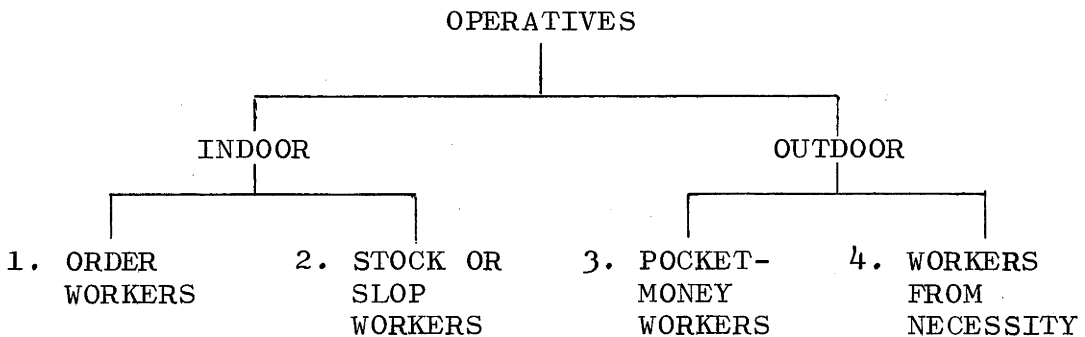 OPERATIVES
INDOOR OUTDOOR
1. ORDER WORKERS
2. STOCK OR SLOP WORKERS
3. POCKET-MONEY WORKERS
4. WORKERS FROM NECESSITY